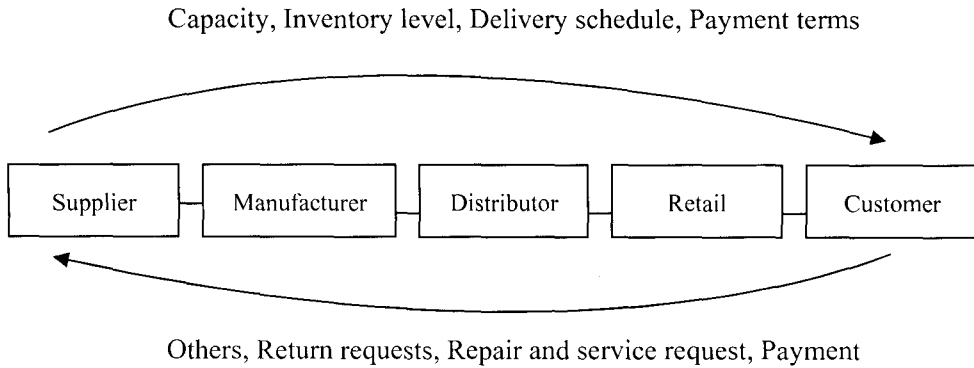 Capacity, Inventory level, Delivery schedule, Payment terms
Supplier
Manufacturer
Distributor
Retail
Customer
Others, Return requests, Repair and service request, Payment